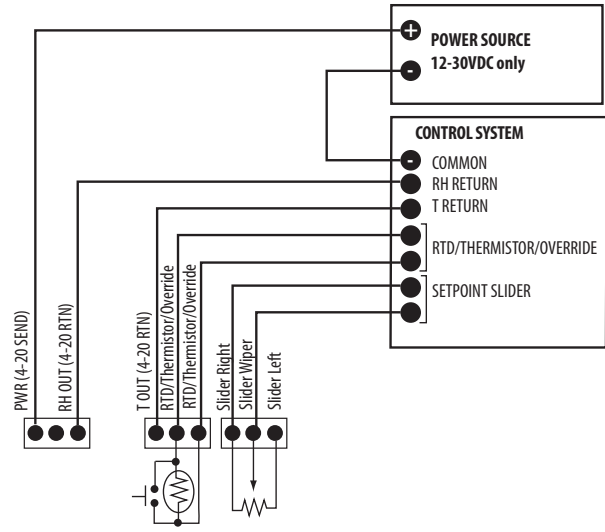 +
POWER SOURCE
12-30VDC only
-
CONTROL SYSTEM
-
COMMON
RH RETURN
T RETURN
RTD/THERMISTOR/OVERRIDE
SETPOINT SLIDER
PWR (4-20 SEND)
RH OUT (4-20 RTN)
T OUT (4-20 RTN)
RTD/Thermistor/Override
RTD/Thermistor/Override
Slider Right
Slider Wiper
Slider Left